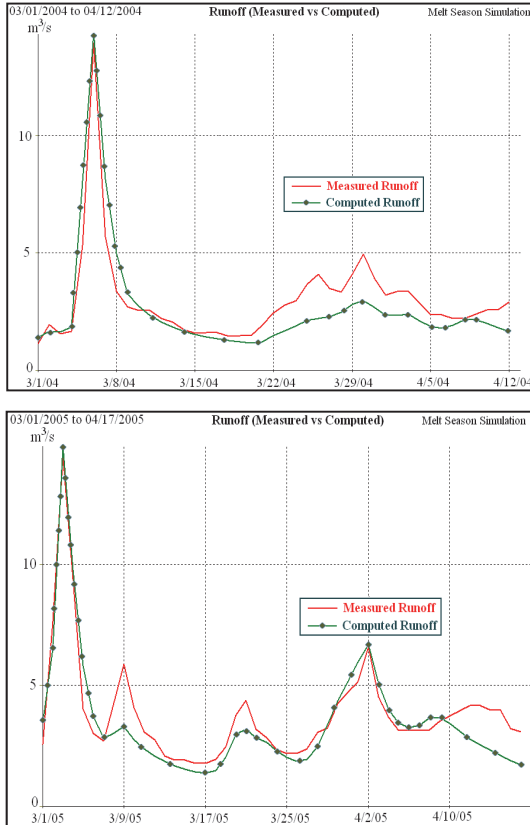 03/01/2004 to 04/12/2004 Runoff (Measured vs Computed) Melt Season Simulation
m³/s
10
5
0
Measured Runoff
Computed Runoff
3/1/04 3/8/04 3/15/04 3/22/04 3/29/04 4/5/04 4/12/04
03/01/2005 to 04/17/2005 Runoff (Measured vs Computed) Melt Season Simulation
m³/s
10
5
0
Measured Runoff
Computed Runoff
3/1/05 3/9/05 3/17/05 3/25/05 4/2/05 4/10/05